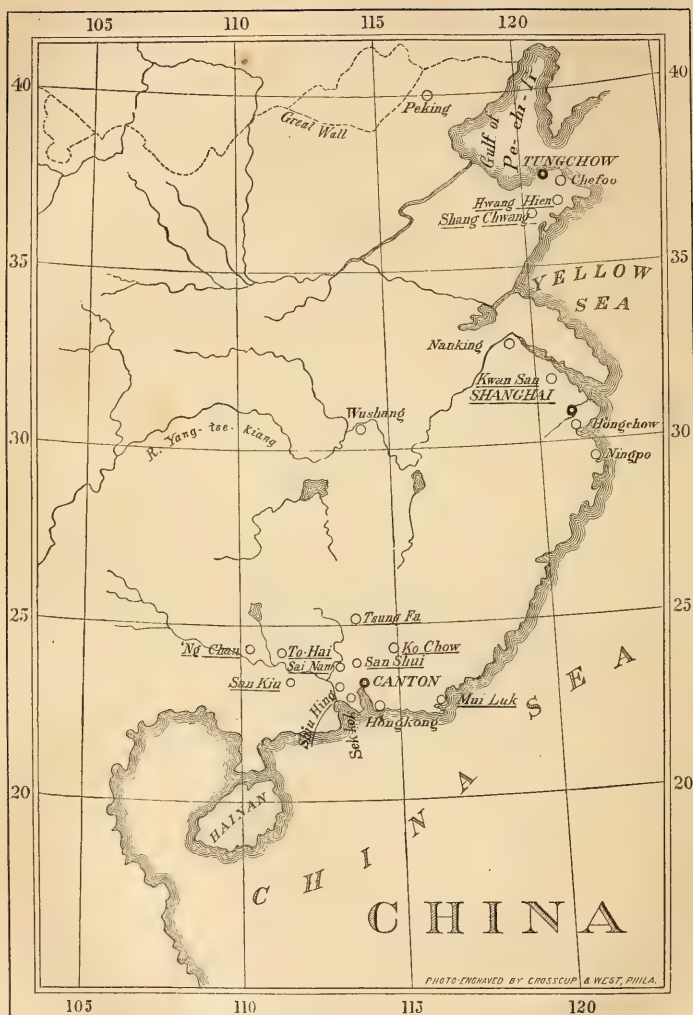 105 110 115 120
40 40
Great Wall
Peking
Gulf of
Pe-chi-li
TUNGCHOW
Chefoo
Hwang Hien
Shang Chwang
35 35
YELLOW
SEA
Nanking
Kwan San
SHANGHAI
Wushang
Hongchow
30 30
R. Yang-tse-kiang
Ningpo
25 25
Tsung Fa
'Ng Chau
To-Hai
Ko Chow
Sai Nam
San Shui
San Kiu
CANTON
Mui Luk
Shiu Hing
Sek-kok
Hongkong
20 20
HAINAN
CHINA SEA
CHINA
PHOTO-ENGRAVED BY CROSSCUP & WEST, PHILA.
105 110 115 120